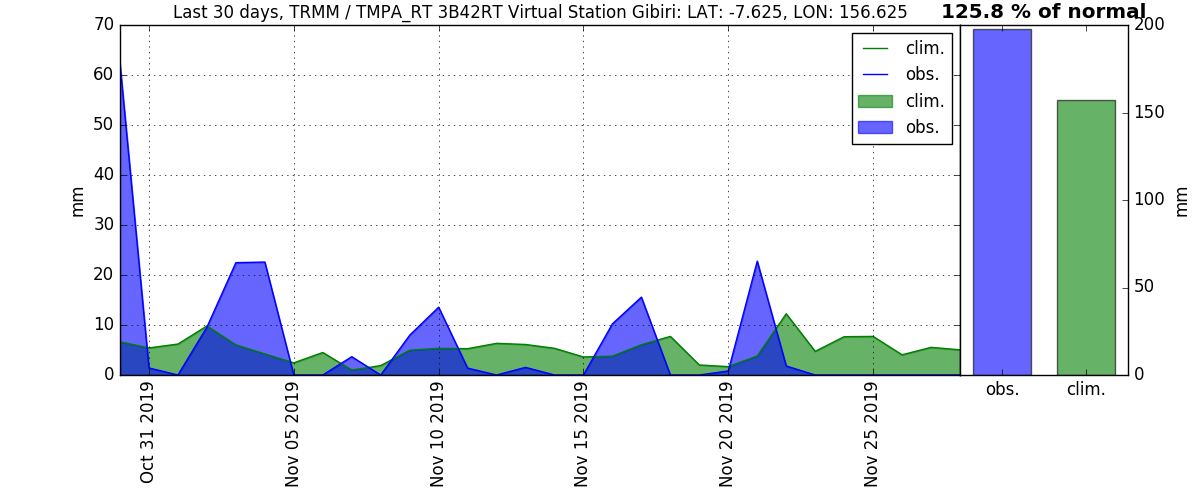 Last 30 days, TRMM / TMPA_RT 3B42RT Virtual Station Gibiri: LAT: -7.625, LON: 156.625
125.8 % of normal
70
60
50
40
30
20
10
0
mm
clim.
obs.
clim.
obs.
Oct 31 2019
Nov 05 2019
Nov 10 2019
Nov 15 2019
Nov 20 2019
Nov 25 2019
200
150
100
50
0
mm
obs.
clim.